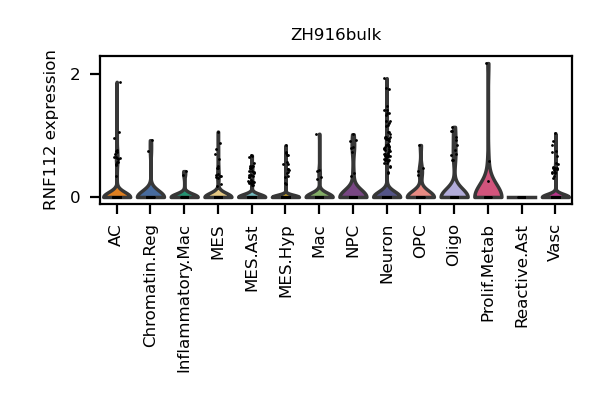 ZH916bulk
RNF112 expression
2
0
AC
Chromatin.Reg
Inflammatory.Mac
MES
MES.Ast
MES.Hyp
Mac
NPC
Neuron
OPC
Oligo
Prolif.Metab
Reactive.Ast
Vasc